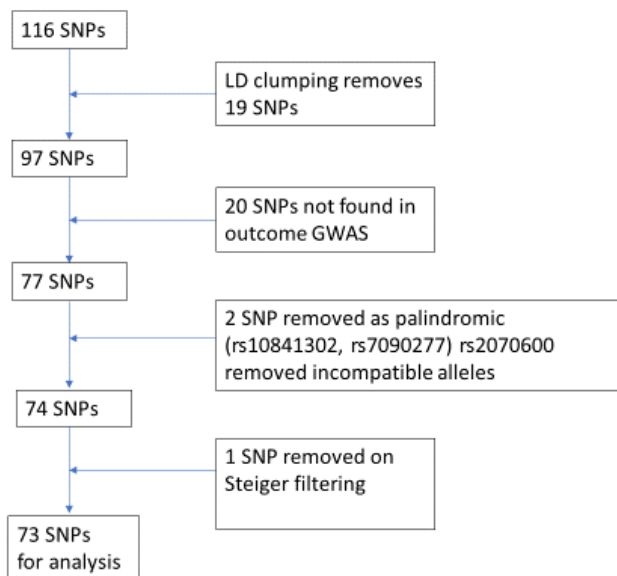 116 SNPs
LD clumping removes
19 SNPs
97 SNPs
20 SNPs not found in
outcome GWAS
77 SNPs
2 SNP removed as palindromic
(rs10841302, rs7090277) rs2070600
removed incompatible alleles
74 SNPs
1 SNP removed on
Steiger filtering
73 SNPs
for analysis